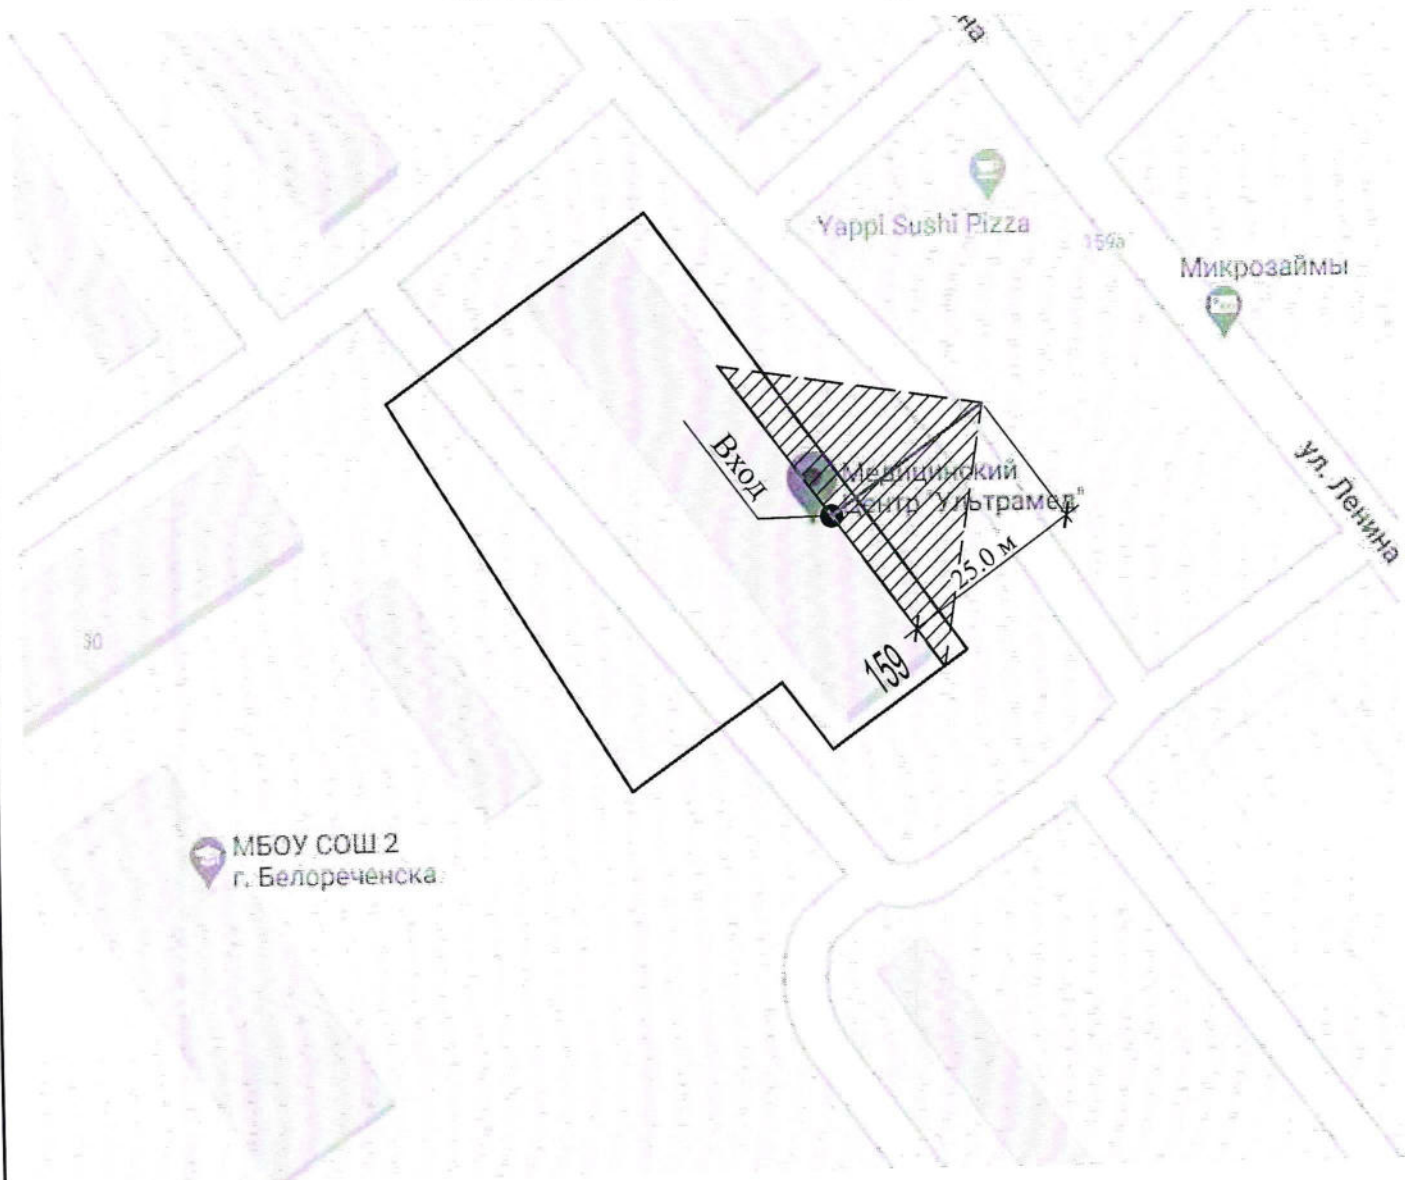 на
Yappi Sushi Pizza
159а
Микрозаймы
ул. Ленина
Вход
Медицинский
Центр "Ультрамед"
25.0 м
159
30
МБОУ СОШ 2
г. Белореченска